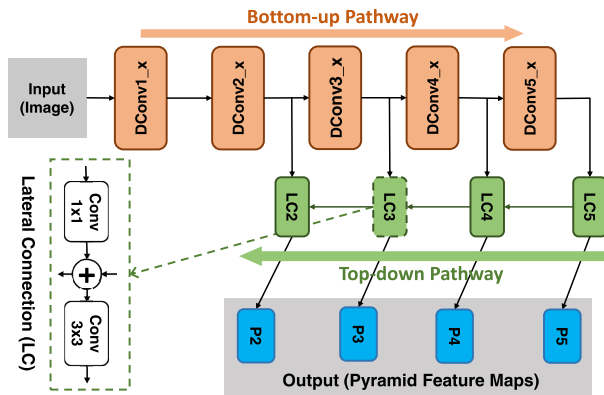 Bottom-up Pathway
Input
(Image)
DConv1_x
DConv2_x
DConv3_x
DConv4_x
DConv5_x
Lateral Connection (LC)
Conv
1x1
+
Conv
3x3
LC2
LC3
LC4
LC5
Top-down Pathway
P2
P3
P4
P5
Output (Pyramid Feature Maps)